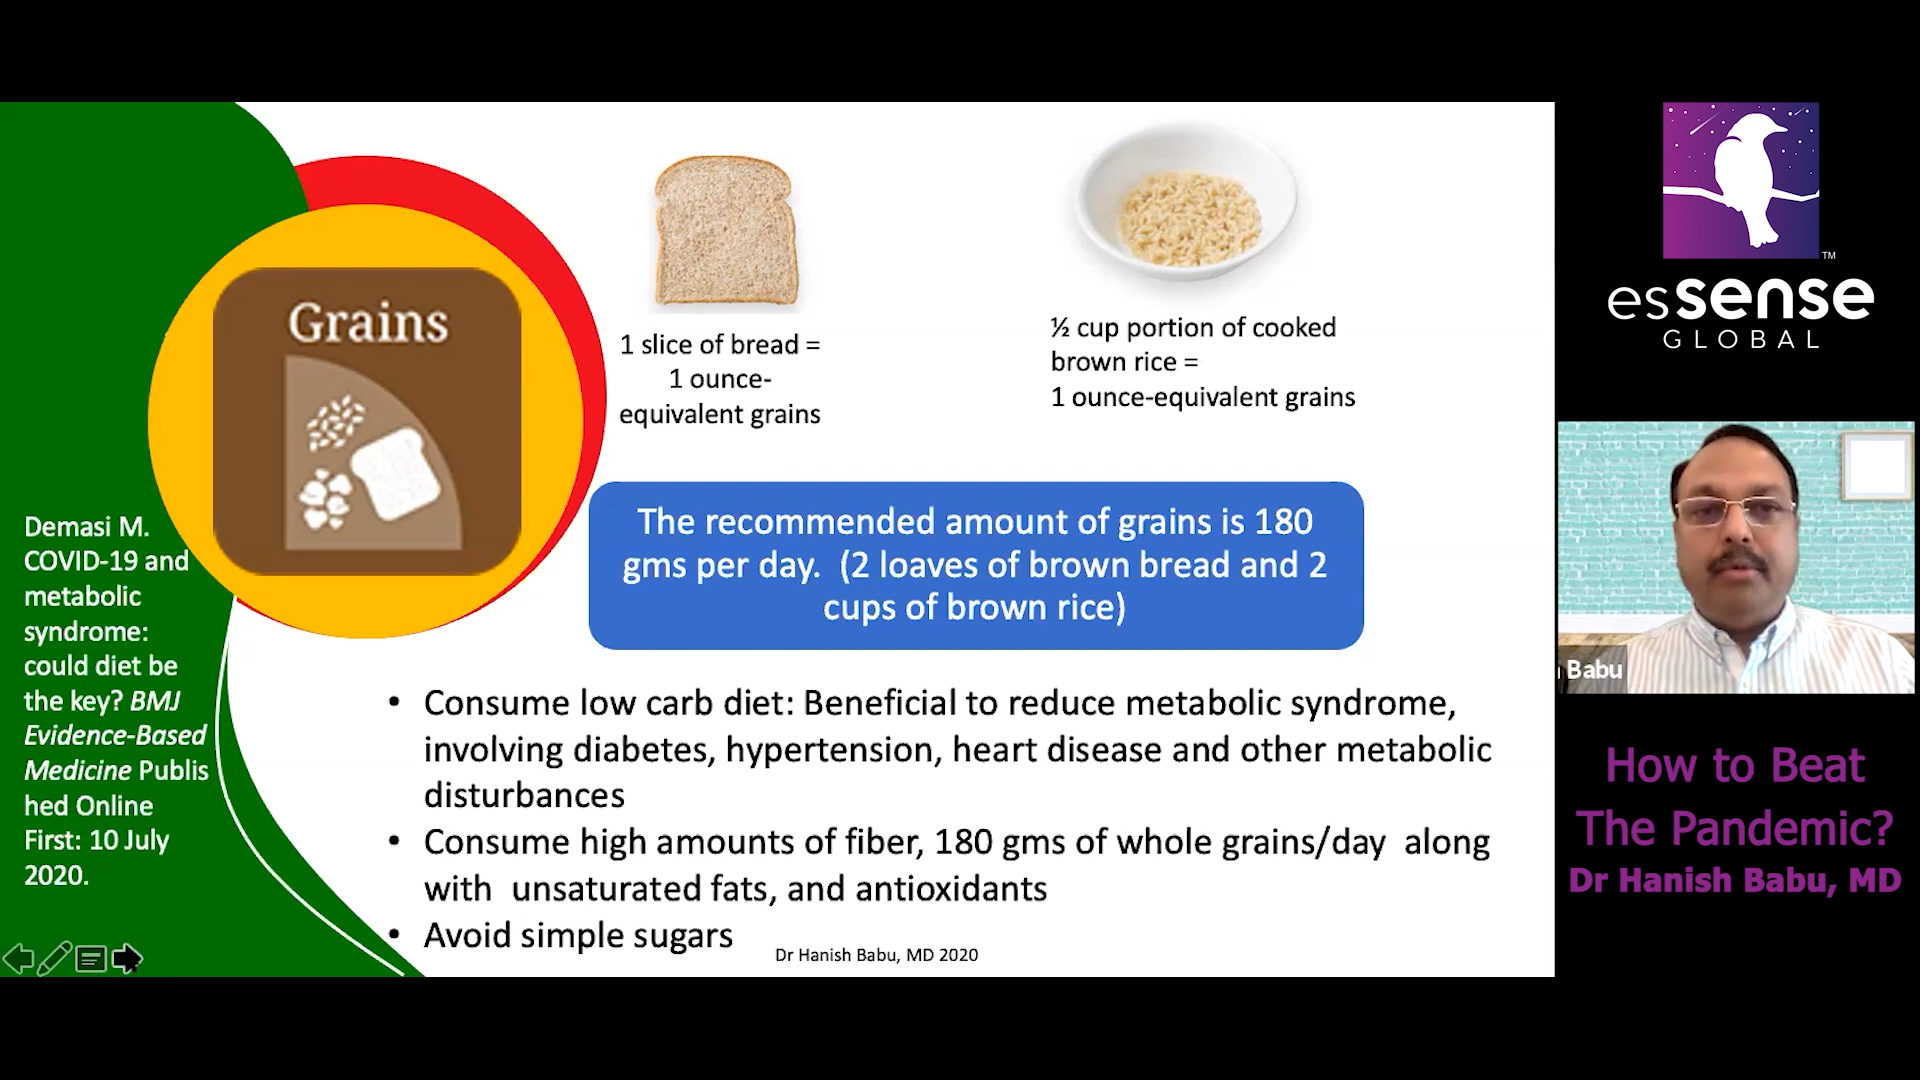 Grains
1 slice of bread =
1 ounce-
equivalent grains
½ cup portion of cooked
brown rice =
1 ounce-equivalent grains
The recommended amount of grains is 180
gms per day. (2 loaves of brown bread and 2
cups of brown rice)
Demasi M.
COVID-19 and
metabolic
syndrome:
could diet be
the key? BMJ
Evidence-Based
Medicine Publis
hed Online
First: 10 July
2020.
• Consume low carb diet: Beneficial to reduce metabolic syndrome,
involving diabetes, hypertension, heart disease and other metabolic
disturbances
• Consume high amounts of fiber, 180 gms of whole grains/day along
with unsaturated fats, and antioxidants
• Avoid simple sugars
Dr Hanish Babu, MD 2020
TM
essense
GLOBAL
Babu
How to Beat
The Pandemic?
Dr Hanish Babu, MD